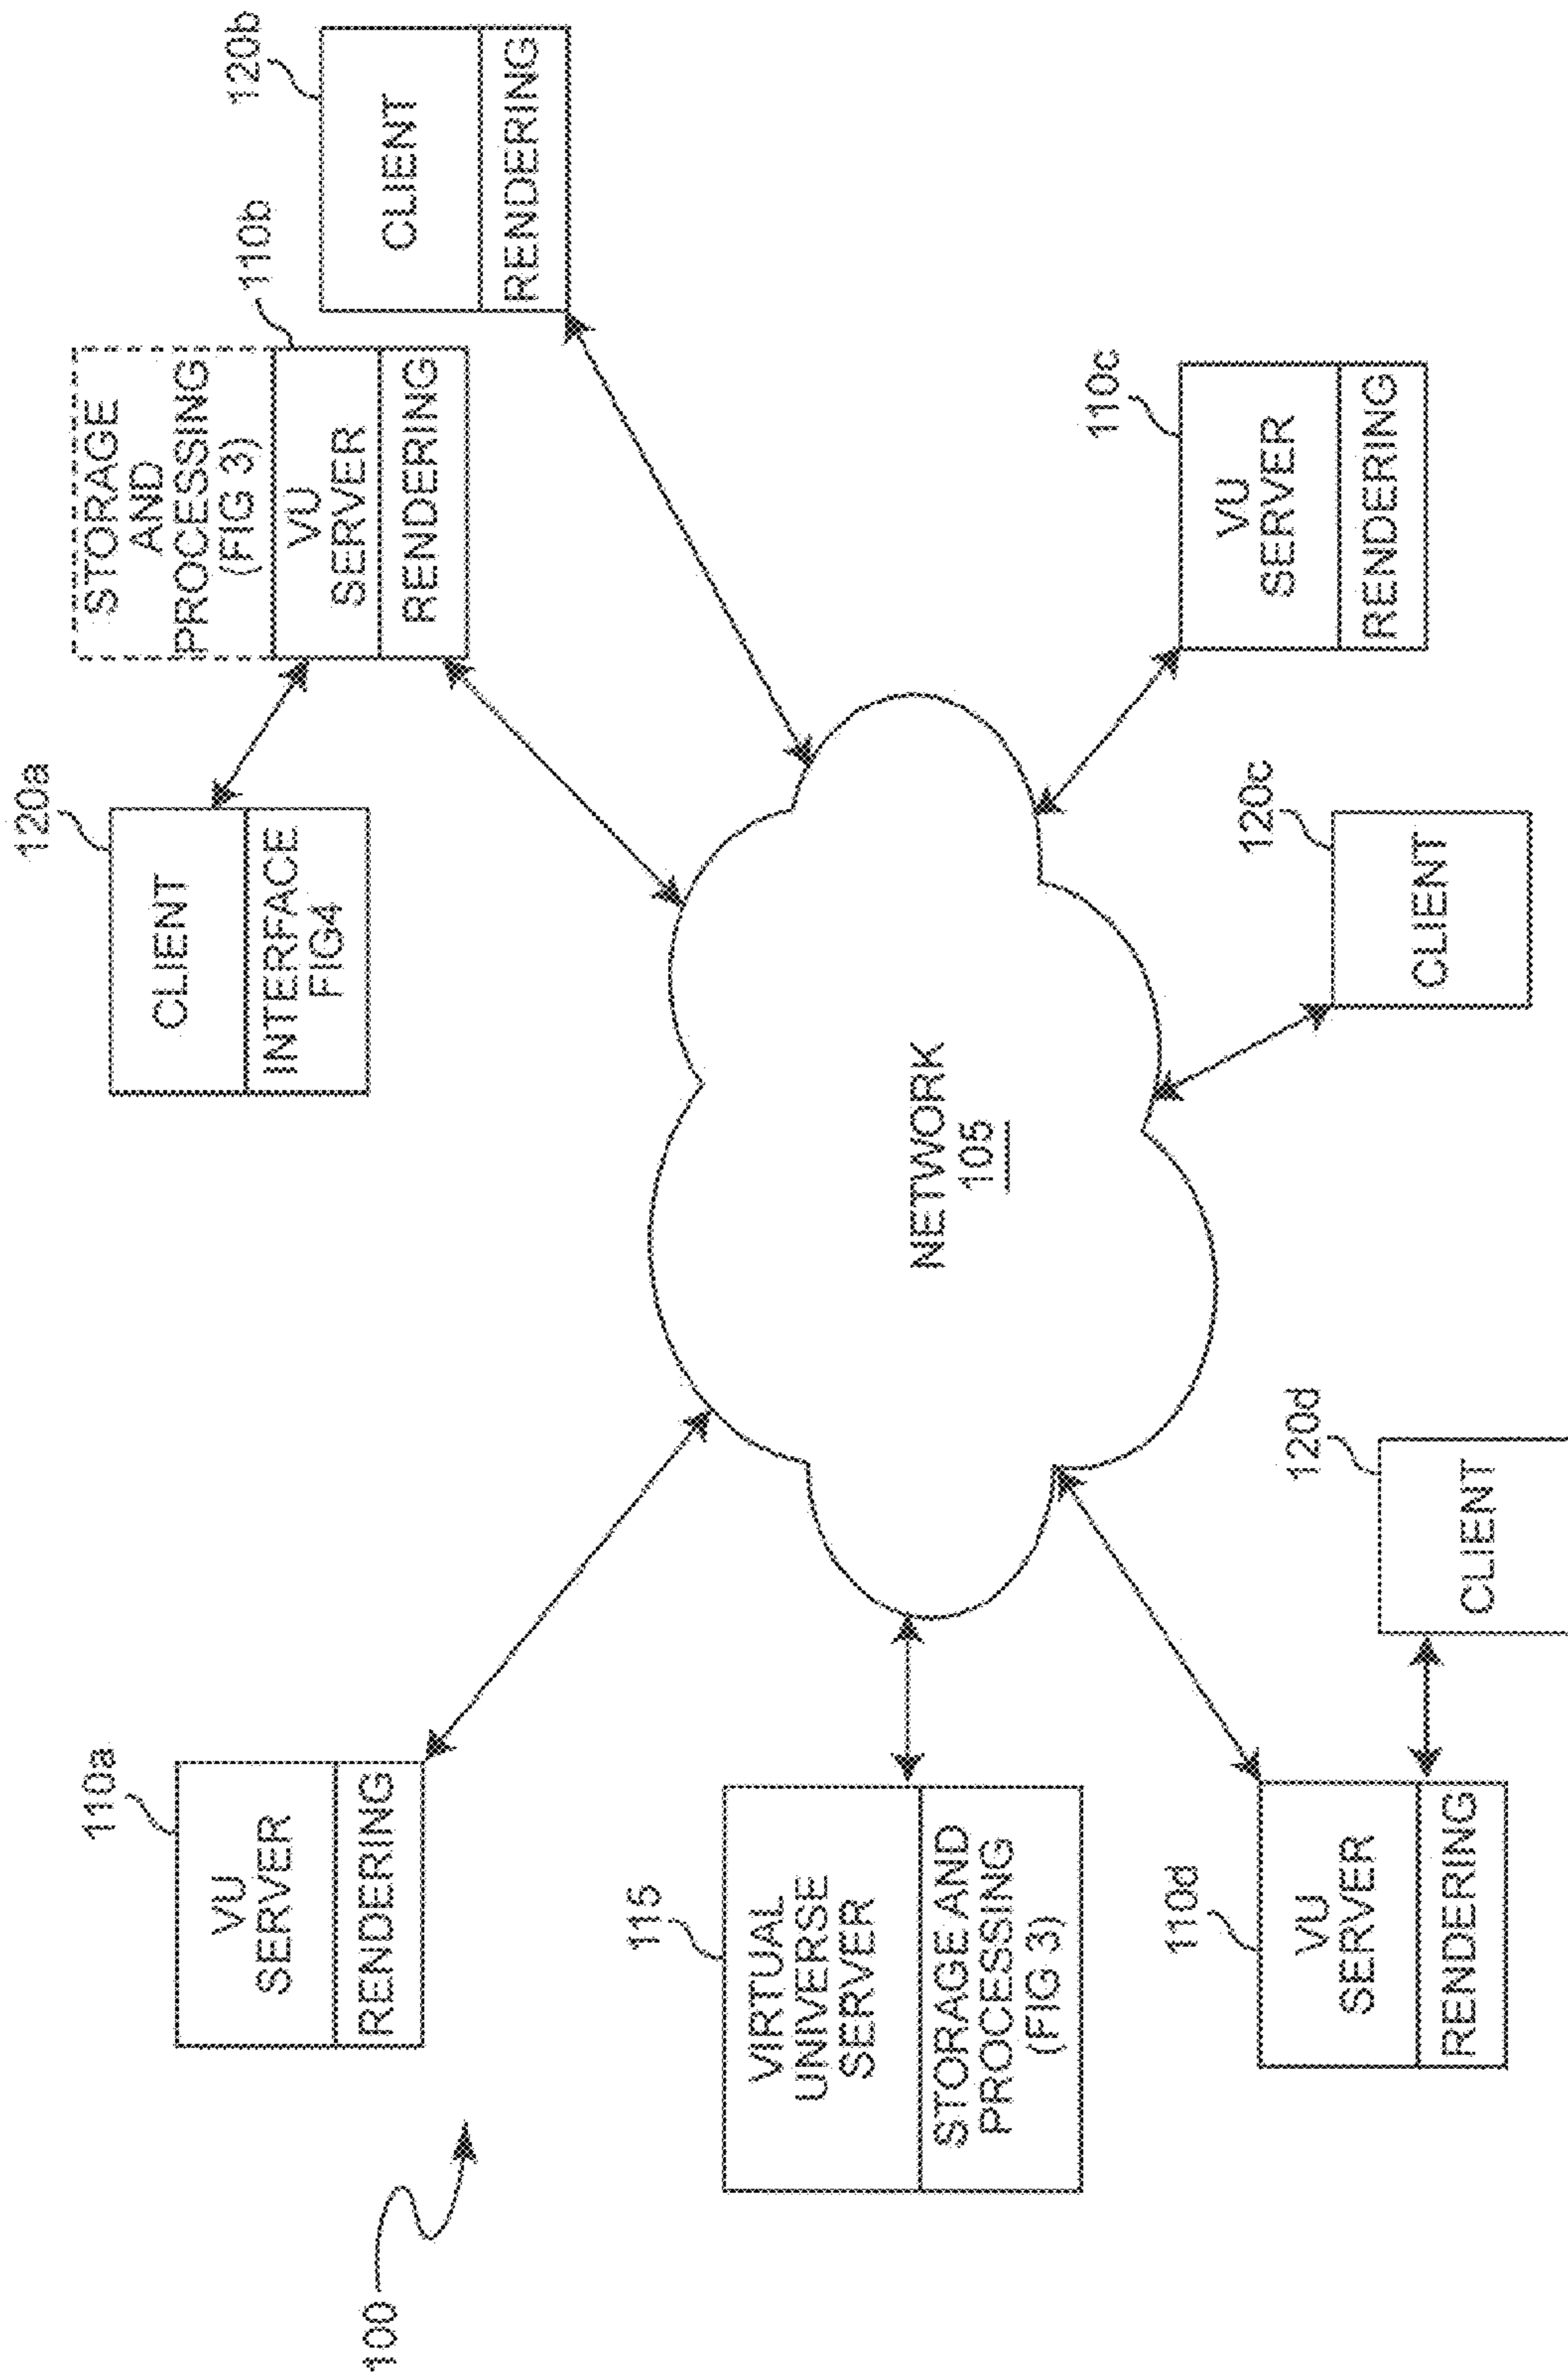 100
110a
VU
SERVER
RENDERING
120a
CLIENT
INTERFACE
FIG4
STORAGE
AND
PROCESSING
(FIG 3)
110b
VU
SERVER
RENDERING
120b
CLIENT
RENDERING
115
VIRTUAL
UNIVERSE
SERVER
STORAGE AND
PROCESSING
(FIG 3)
NETWORK
105
110c
VU
SERVER
RENDERING
110d
VU
SERVER
RENDERING
120d
CLIENT
120c
CLIENT